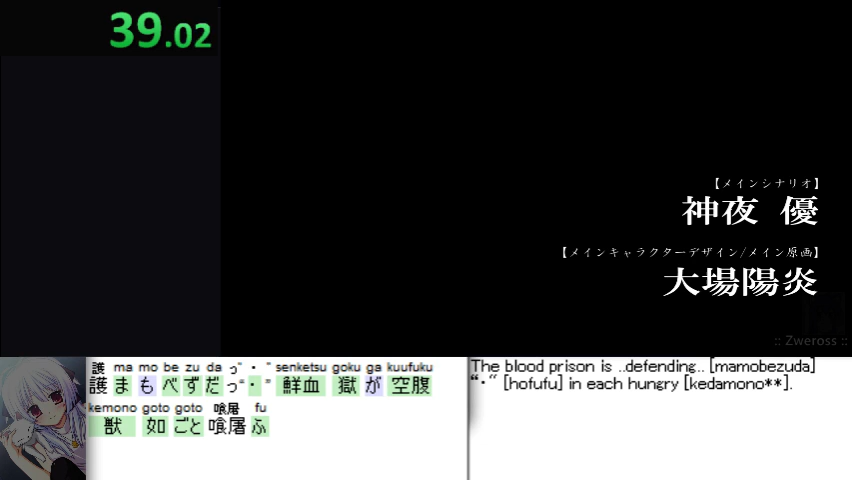 39.02
【メインシナリオ】
神夜 優
【メインキャラクターデザイン/メイン原画】
大場陽炎
:: Zweross ::
護 ma mo be zu da っ“ ・ ” senketsu goku ga kuufuku
護 ま も べ ず だ っ“ ・ ” 鮮血 獄 が 空腹
kemono goto goto 喰屠 fu
獣 如 ごと 喰屠 ふ
The blood prison is ..defending.. [mamobezuda]
“・” [hofufu] in each hungry [kedamono**].